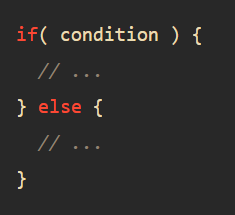 if( condition ) {
  // ...
} else {
  // ...
}